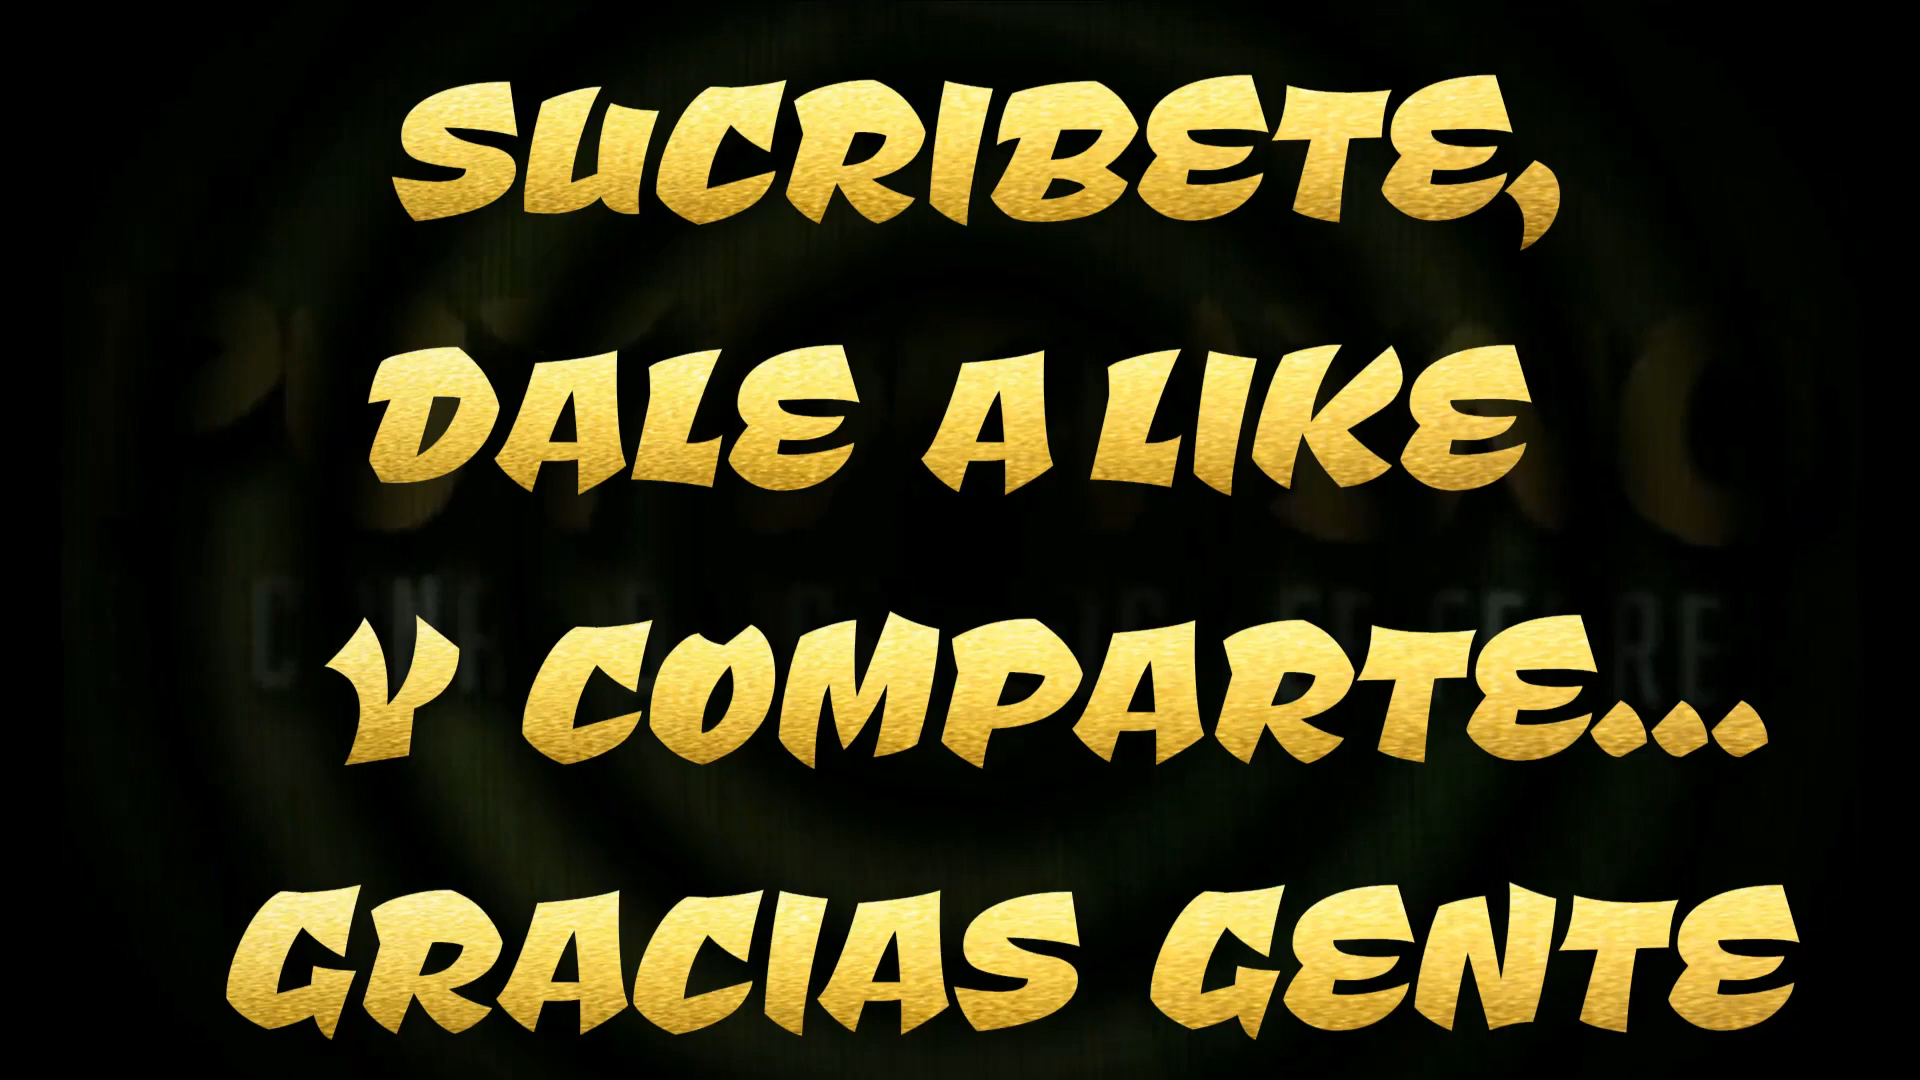 SUCRIBETE,
DALE A LIKE
Y COMPARTE...
GRACIAS GENTE